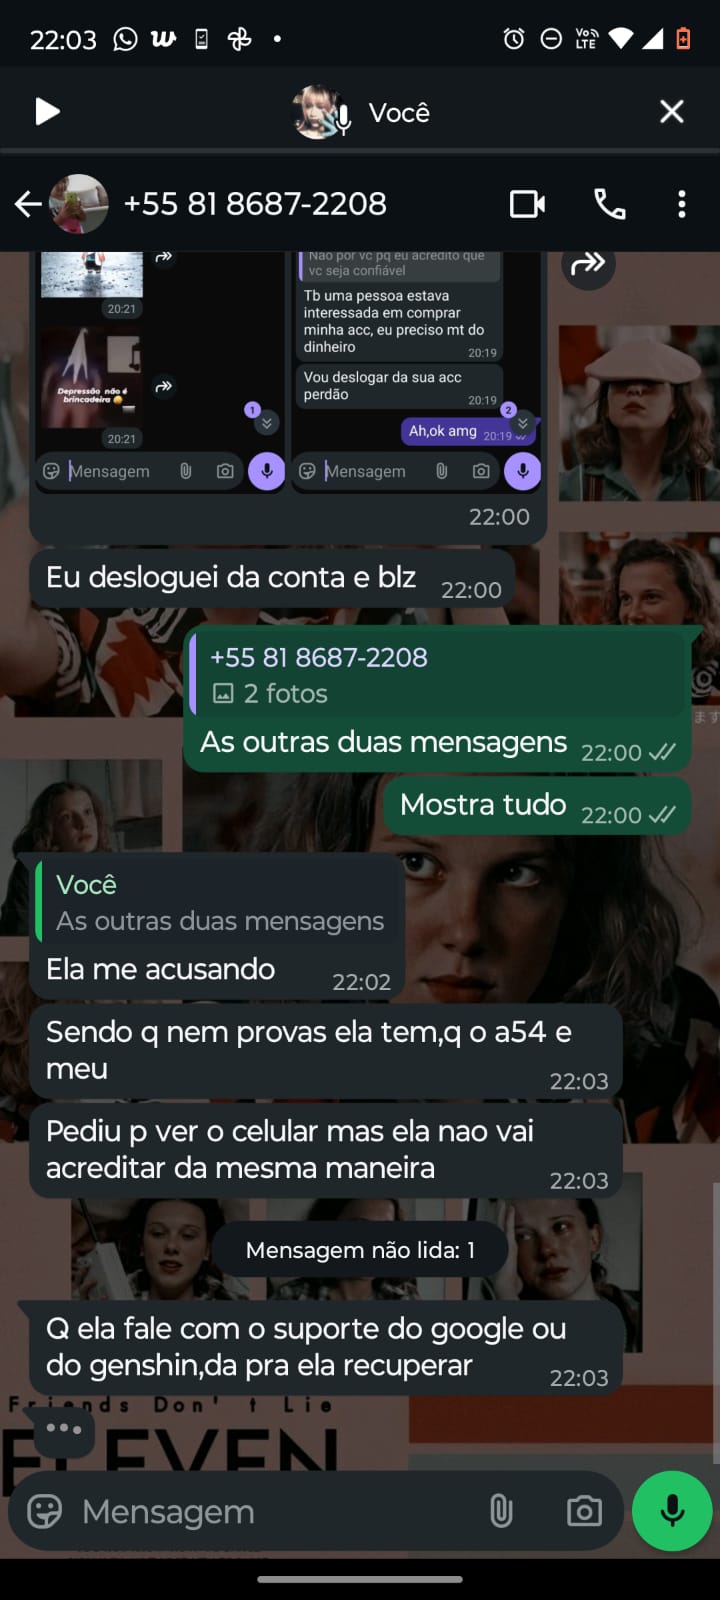 22:03
Vo LTE
Você
+55 81 8687-2208
Não por vc pq eu acredito que
vc seja confiável
Tb uma pessoa estava
interessada em comprar
minha acc, eu preciso mt do
dinheiro
20:19
Vou deslogar da sua acc
perdão
20:19
Ah,ok amg 20:19
Mensagem
20:21
Depressão não é
brincadeira
20:21
1
2
Mensagem
22:00
Eu desloguei da conta e blz 22:00
+55 81 8687-2208
2 fotos
As outras duas mensagens 22:00
Mostra tudo 22:00
Você
As outras duas mensagens
Ela me acusando 22:02
Sendo q nem provas ela tem,q o a54 e
meu
22:03
Pediu p ver o celular mas ela nao vai
acreditar da mesma maneira
22:03
Mensagem não lida: 1
Q ela fale com o suporte do google ou
do genshin,da pra ela recuperar
22:03
Friends Don't Lie
ELEVEN
Mensagem